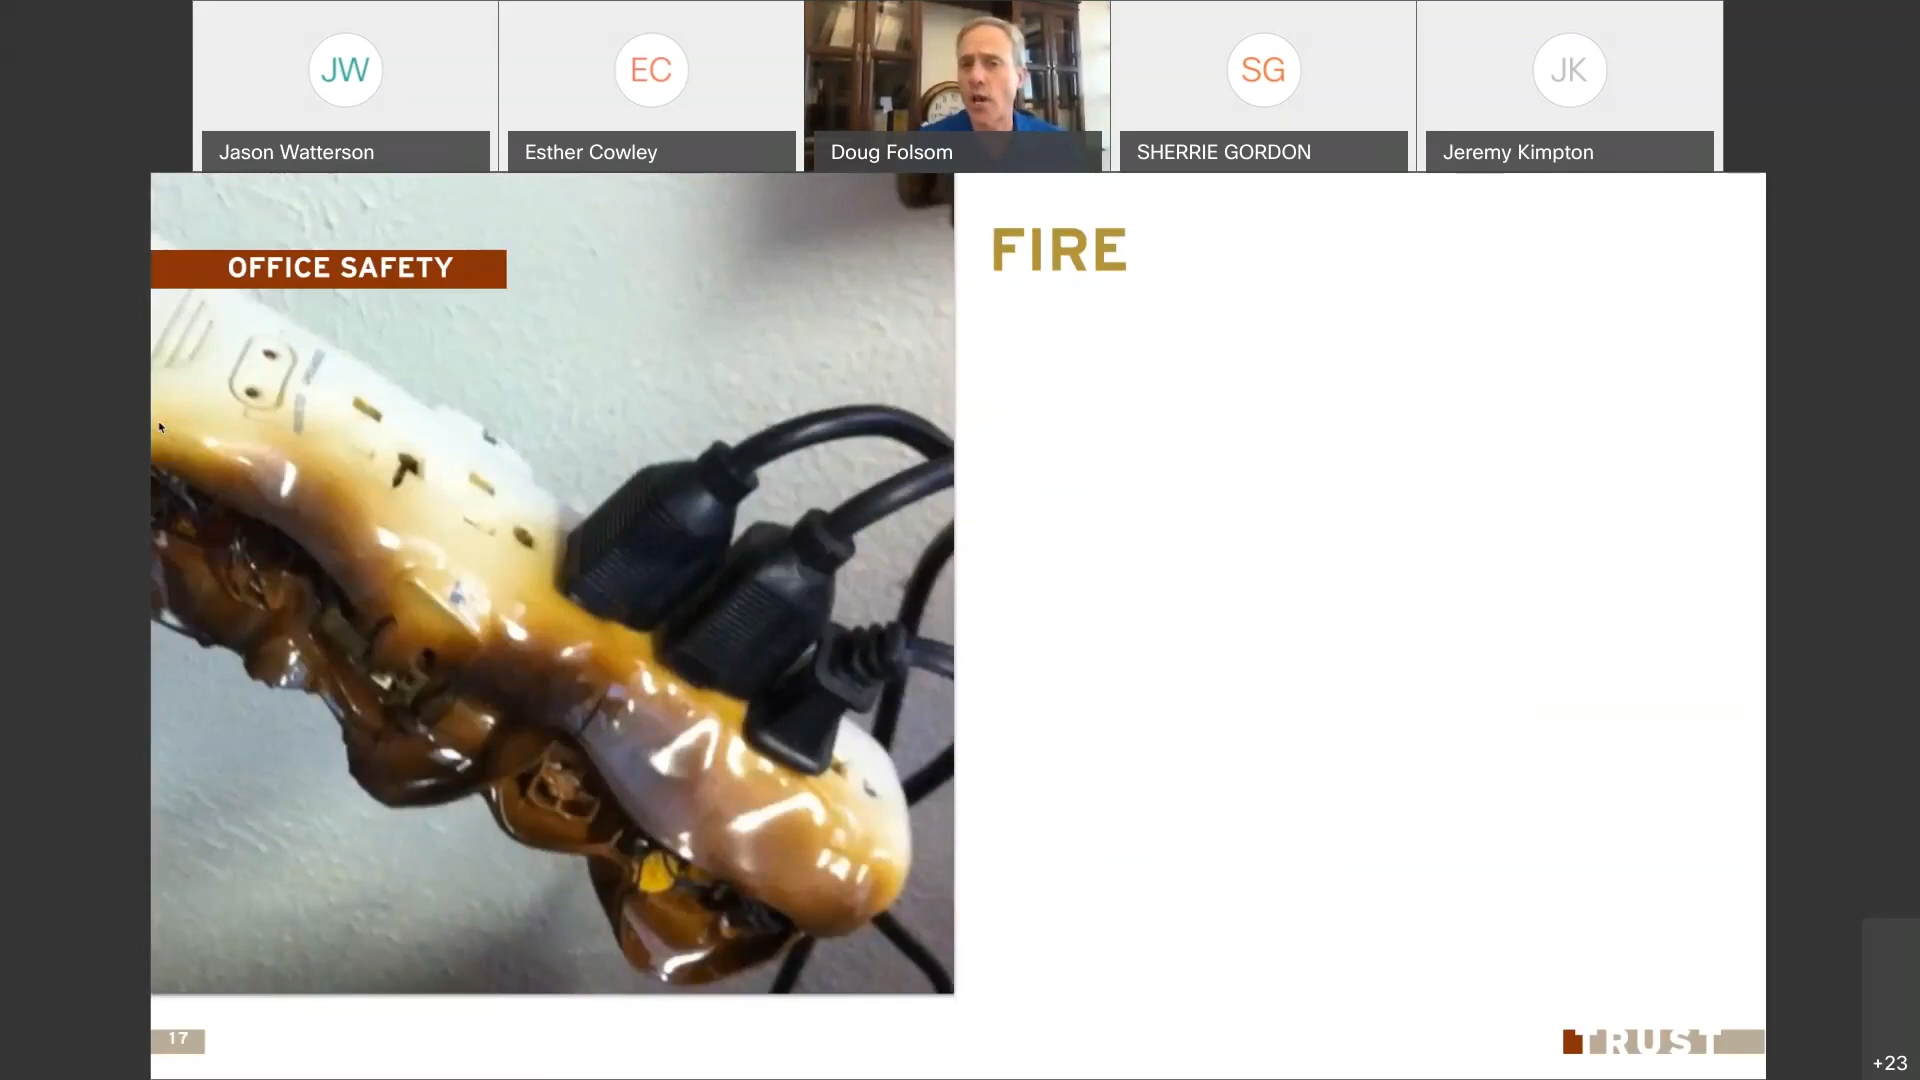 JW
EC
SG
JK
Jason Watterson
Esther Cowley
Doug Folsom
SHERRIE GORDON
Jeremy Kimpton
OFFICE SAFETY
FIRE
17
TRUST
+23